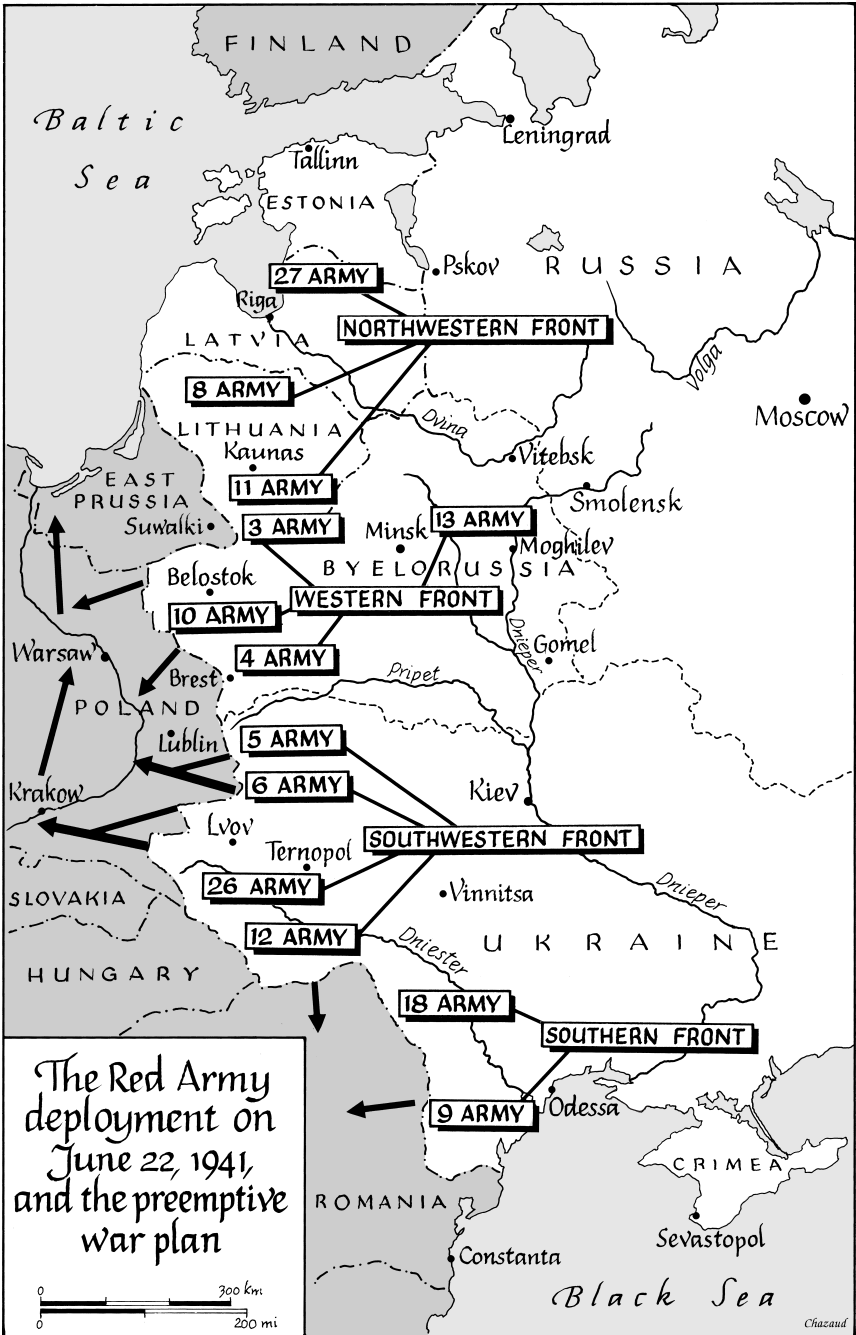 FINLAND
Baltic
Sea
Leningrad
Tallinn
ESTONIA
Pskov
RUSSIA
27 ARMY
Riga
NORTHWESTERN FRONT
LATVIA
Volga
8 ARMY
Moscow
Dvina
LITHUANIA
Kaunas
Vitebsk
EAST
PRUSSIA
11 ARMY
Smolensk
Suwalki
3 ARMY
Minsk
13 ARMY
Moghilev
BYELORUSSIA
Belostok
WESTERN FRONT
10 ARMY
Dnieper
Gomel
Warsaw
4 ARMY
Brest
Pripet
POLAND
Lublin
5 ARMY
6 ARMY
Krakow
Kiev
Lvov
SOUTHWESTERN FRONT
Ternopol
26 ARMY
SLOVAKIA
Vinnitsa
Dnieper
12 ARMY
Dniester
UKRAINE
HUNGARY
18 ARMY
SOUTHERN FRONT
9 ARMY
Odessa
The Red Army
deployment on
June 22, 1941,
and the preemptive
war plan
CRIMEA
ROMANIA
Sevastopol
Constanta
Black Sea
0 300 km
0 200 mi
Chazaud